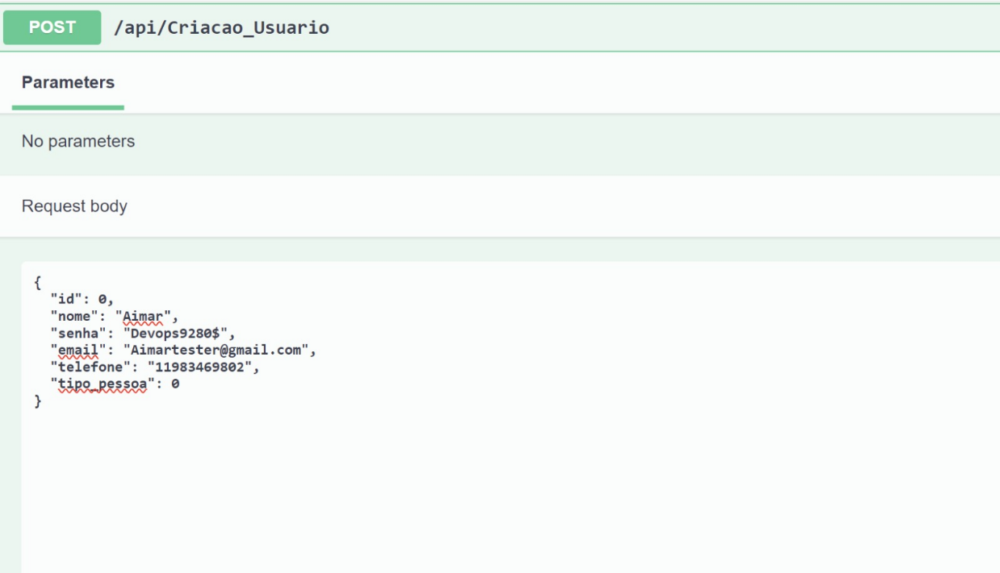 POST /api/Criacao_Usuario
Parameters
No parameters
Request body
{
"id": 0,
"nome": "Aimar",
"senha": "Devops9280$",
"email": "Aimartester@gmail.com",
"telefone": "11983469802",
"tipo_pessoa": 0
}